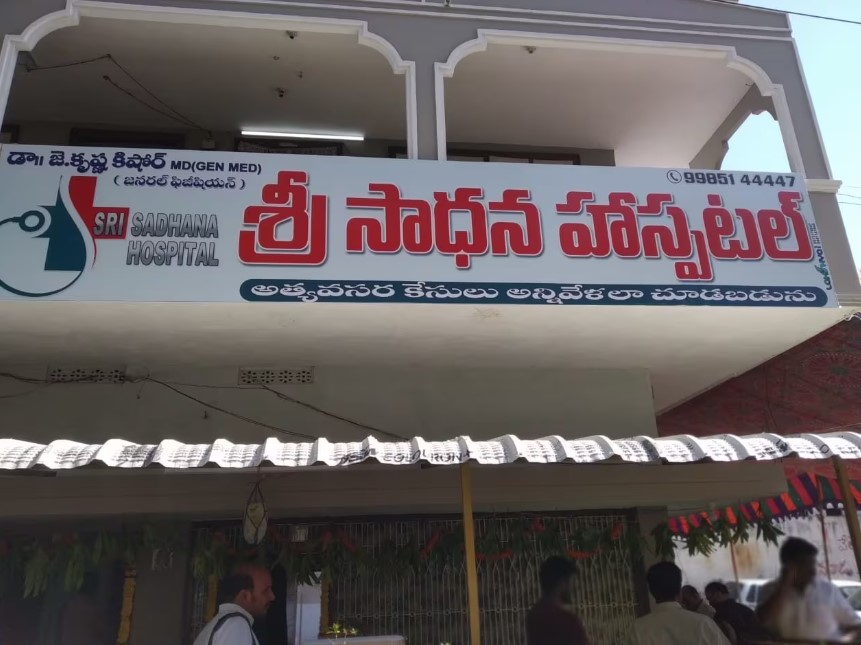 డా|| జె.కృష్ణ కిషోర్ MD(GEN MED)
( జనరల్ ఫిజీషియన్ )
99851 44447
SRI SADHANA
HOSPITAL
శ్రీ సాధన హాస్పటల్
అత్యవసర కేసులు అన్నివేళలా చూడబడును